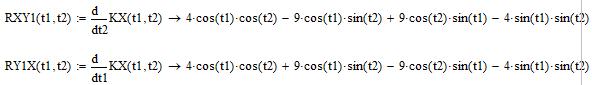 RXY1(t1,t2) := d/dt2 KX(t1,t2) → 4·cos(t1)·cos(t2) − 9·cos(t1)·sin(t2) + 9·cos(t2)·sin(t1) − 4·sin(t1)·sin(t2)
RY1X(t1,t2) := d/dt1 KX(t1,t2) → 4·cos(t1)·cos(t2) + 9·cos(t1)·sin(t2) − 9·cos(t2)·sin(t1) − 4·sin(t1)·sin(t2)